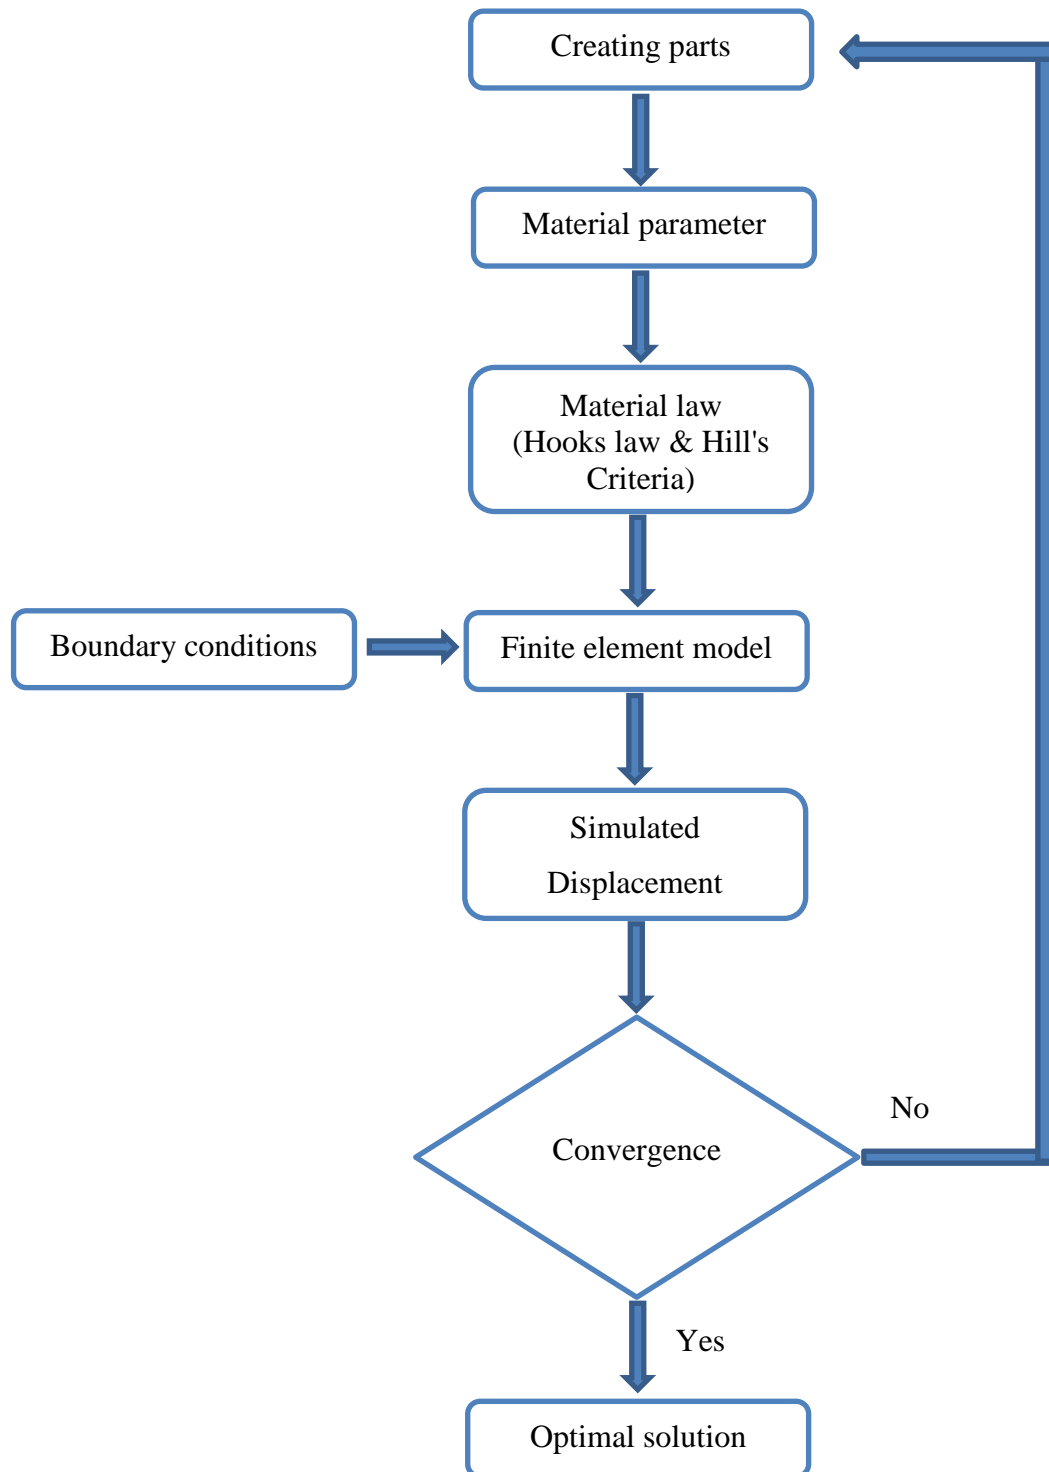 Creating parts
Material parameter
Material law
(Hooks law & Hill's
Criteria)
Boundary conditions
Finite element model
Simulated
Displacement
No
Convergence
Yes
Optimal solution